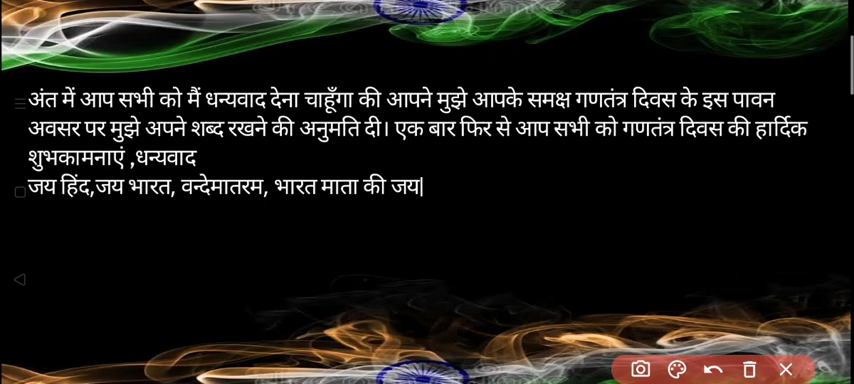 अंत में आप सभी को मैं धन्यवाद देना चाहूँगा की आपने मुझे आपके समक्ष गणतंत्र दिवस के इस पावन
अवसर पर मुझे अपने शब्द रखने की अनुमति दी। एक बार फिर से आप सभी को गणतंत्र दिवस की हार्दिक
शुभकामनाएं ,धन्यवाद
जय हिंद,जय भारत, वन्देमातरम, भारत माता की जय|